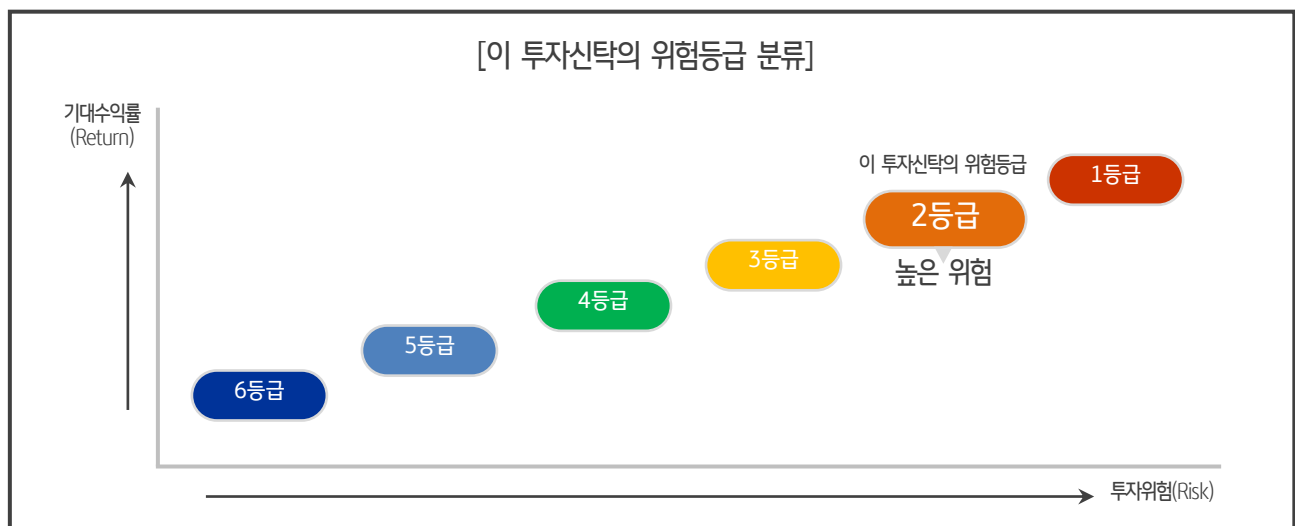 [이 투자신탁의 위험등급 분류]
기대수익률
(Return)
이 투자신탁의 위험등급
1등급
2등급
높은 위험
3등급
4등급
5등급
6등급
투자위험(Risk)